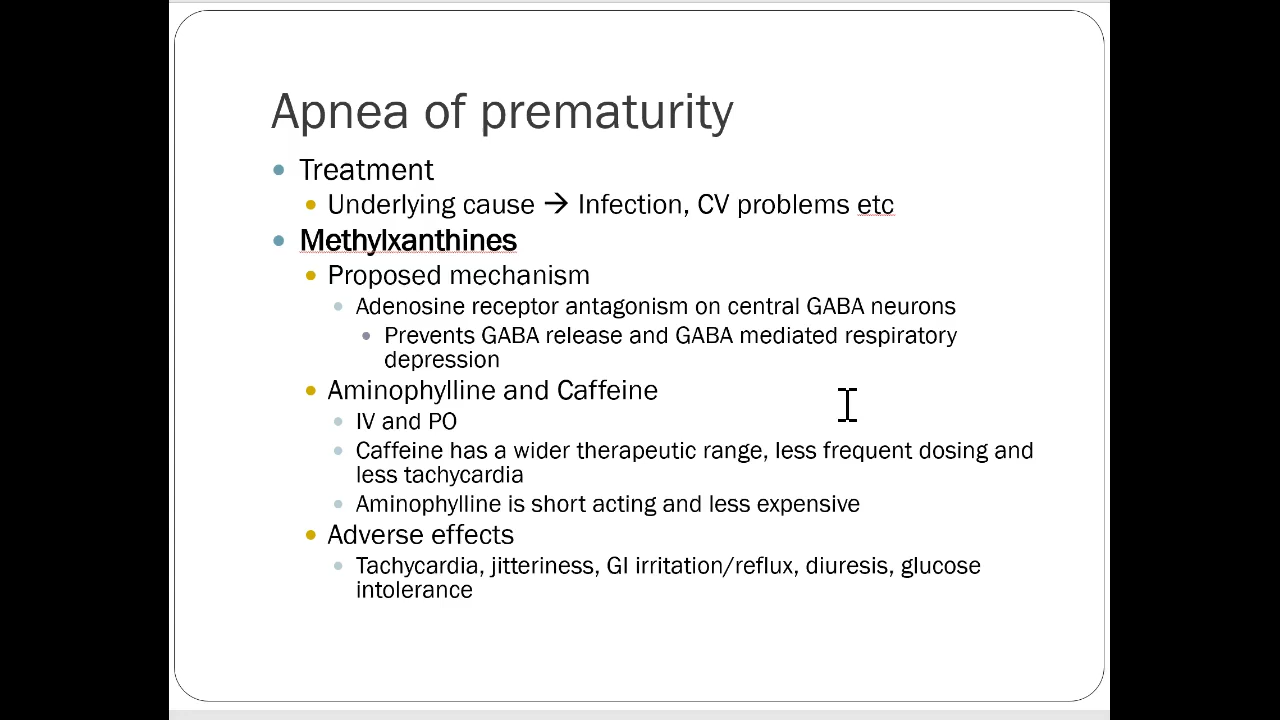 Apnea of prematurity
Treatment
Underlying cause → Infection, CV problems etc
Methylxanthines
Proposed mechanism
Adenosine receptor antagonism on central GABA neurons
Prevents GABA release and GABA mediated respiratory
depression
Aminophylline and Caffeine
IV and PO
Caffeine has a wider therapeutic range, less frequent dosing and
less tachycardia
Aminophylline is short acting and less expensive
Adverse effects
Tachycardia, jitteriness, GI irritation/reflux, diuresis, glucose
intolerance